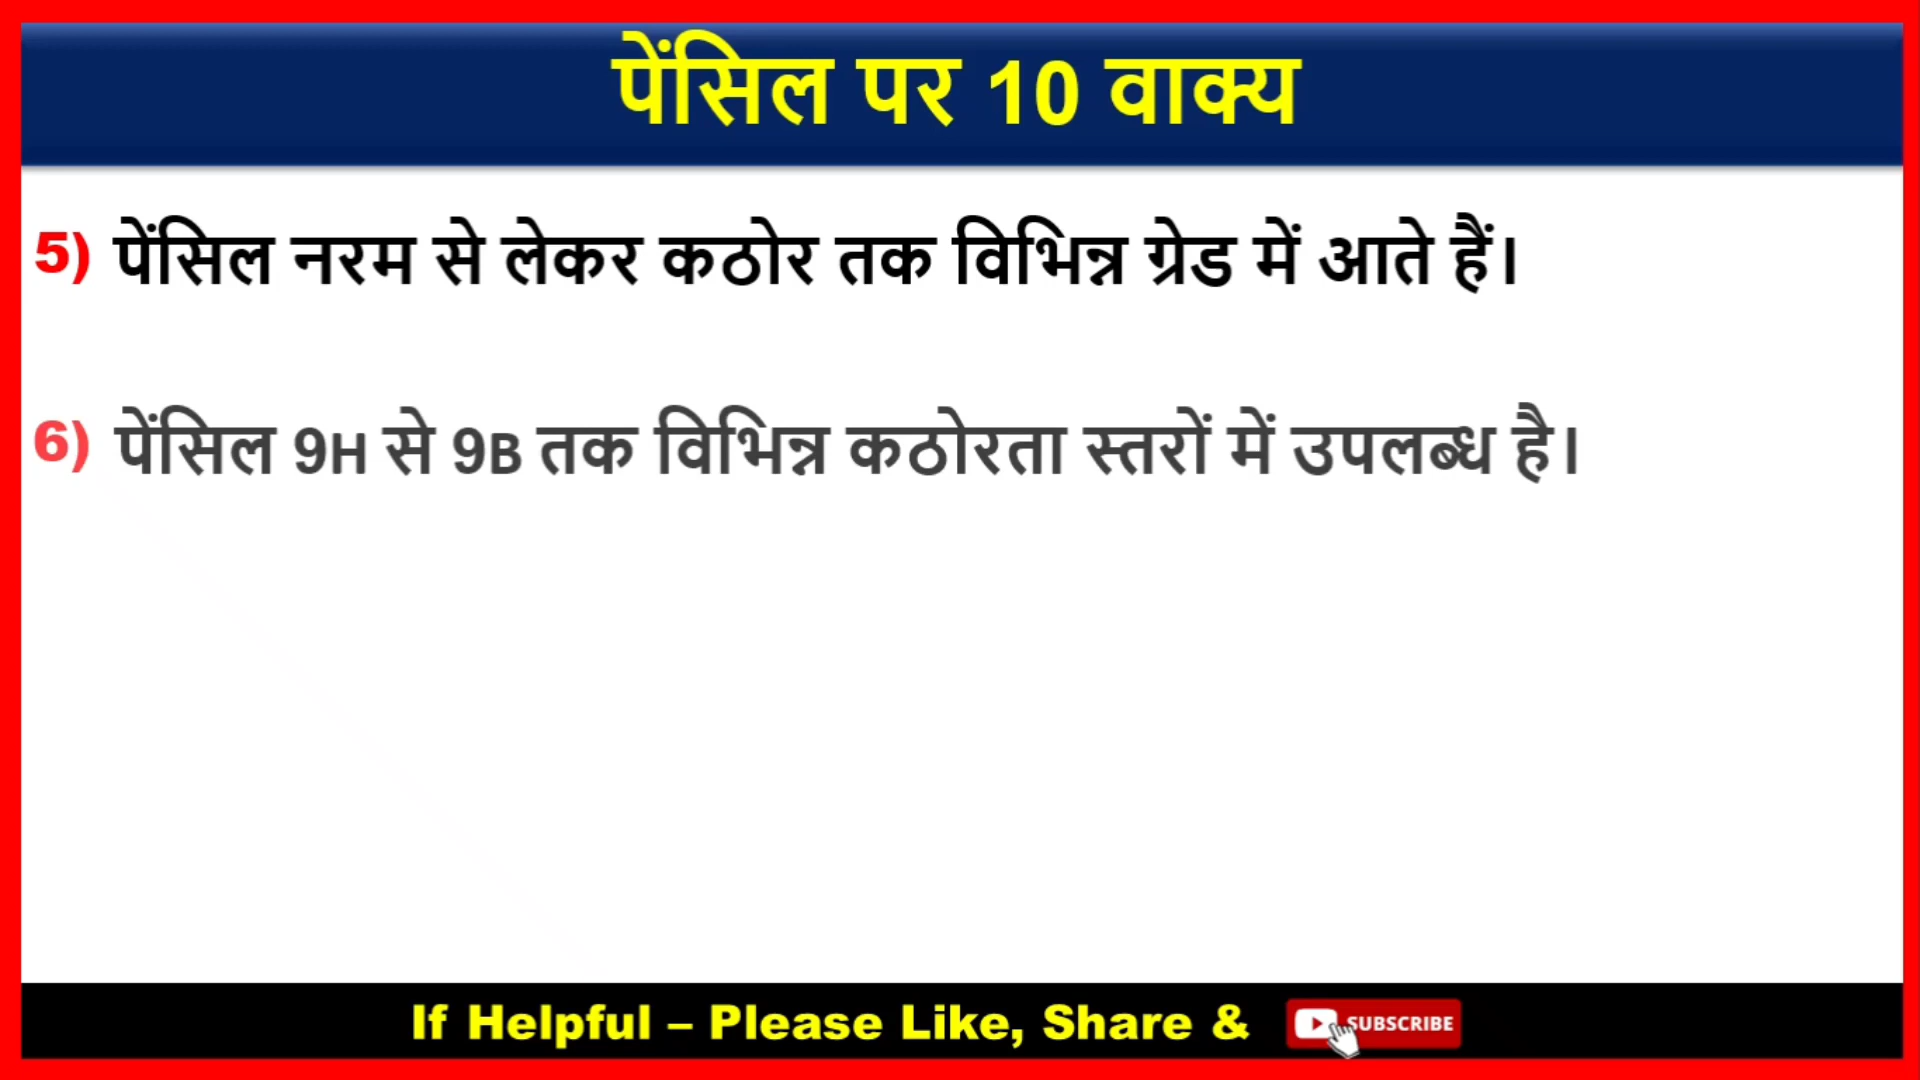 पेंसिल पर 10 वाक्य
5) पेंसिल नरम से लेकर कठोर तक विभिन्न ग्रेड में आते हैं।
6) पेंसिल 9H से 9B तक विभिन्न कठोरता स्तरों में उपलब्ध है।
If Helpful – Please Like, Share & SUBSCRIBE